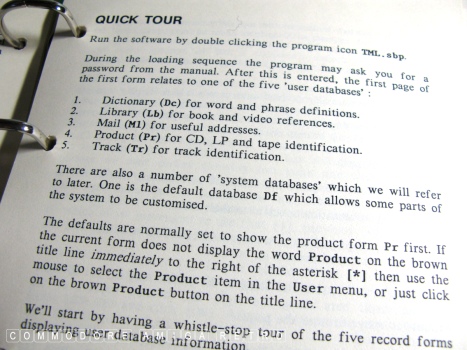 QUICK TOUR
Run the software by double clicking the program icon TML.sbp.
During the loading sequence the program may ask you for a
password from the manual. After this is entered, the first page of
the first form relates to one of the five 'user databases' :
1. Dictionary (Dc) for word and phrase definitions.
2. Library (Lb) for book and video references.
3. Mail (Ml) for useful addresses.
4. Product (Pr) for CD, LP and tape identification.
5. Track (Tr) for track identification.
There are also a number of 'system databases' which we will refer
to later. One is the default database Df which allows some parts of
the system to be customised.
The defaults are normally set to show the product form Pr first. If
the current form does not display the word Product on the brown
title line immediately to the right of the asterisk [*] then use the
mouse to select the Product item in the User menu, or just click
on the brown Product button on the title line.
We'll start by having a whistle-stop tour of the five record forms
displaying user database information.
COMMODORE AMIGA RE